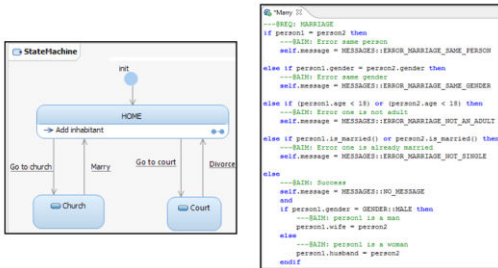 StateMachine
init
HOME
Add inhabitant
Go to church
Marry
Go to court
Divorce
Church
Court
*Marry
---@REQ: MARRIAGE
if person1 = person2 then
---@AIM: Error same person
self.message = MESSAGES::ERROR_MARRIAGE_SAME_PERSON
else if person1.gender = person2.gender then
---@AIM: Error same gender
self.message = MESSAGES::ERROR_MARRIAGE_SAME_GENDER
else if (person1.age < 18) or (person2.age < 18) then
---@AIM: Error one is not adult
self.message = MESSAGES::ERROR_MARRIAGE_NOT_AN_ADULT
else if person1.is_married() or person2.is_married() then
---@AIM: Error one is already married
self.message = MESSAGES::ERROR_MARRIAGE_NOT_SINGLE
else
---@AIM: Success
self.message = MESSAGES::NO_MESSAGE
and
if person1.gender = GENDER::MALE then
---@AIM: person1 is a man
person1.wife = person2
else
---@AIM: person1 is a woman
person1.husband = person2
endif